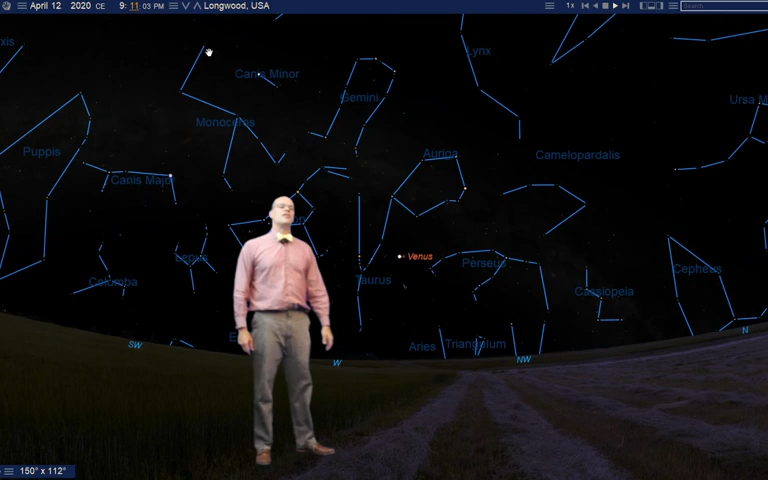 April 12 2020 CE 9: 11: 03 PM Longwood, USA 1x Search
xis
Lynx
Canis Minor
Gemini
Ursa M
Monoceros
Puppis
Auriga
Camelopardalis
Canis Major
Lepus
Venus
Perseus
Cepheus
Columba
Taurus
Cassiopeia
E
Aries
Triangulum
SW
W
NW
N
150° x 112°